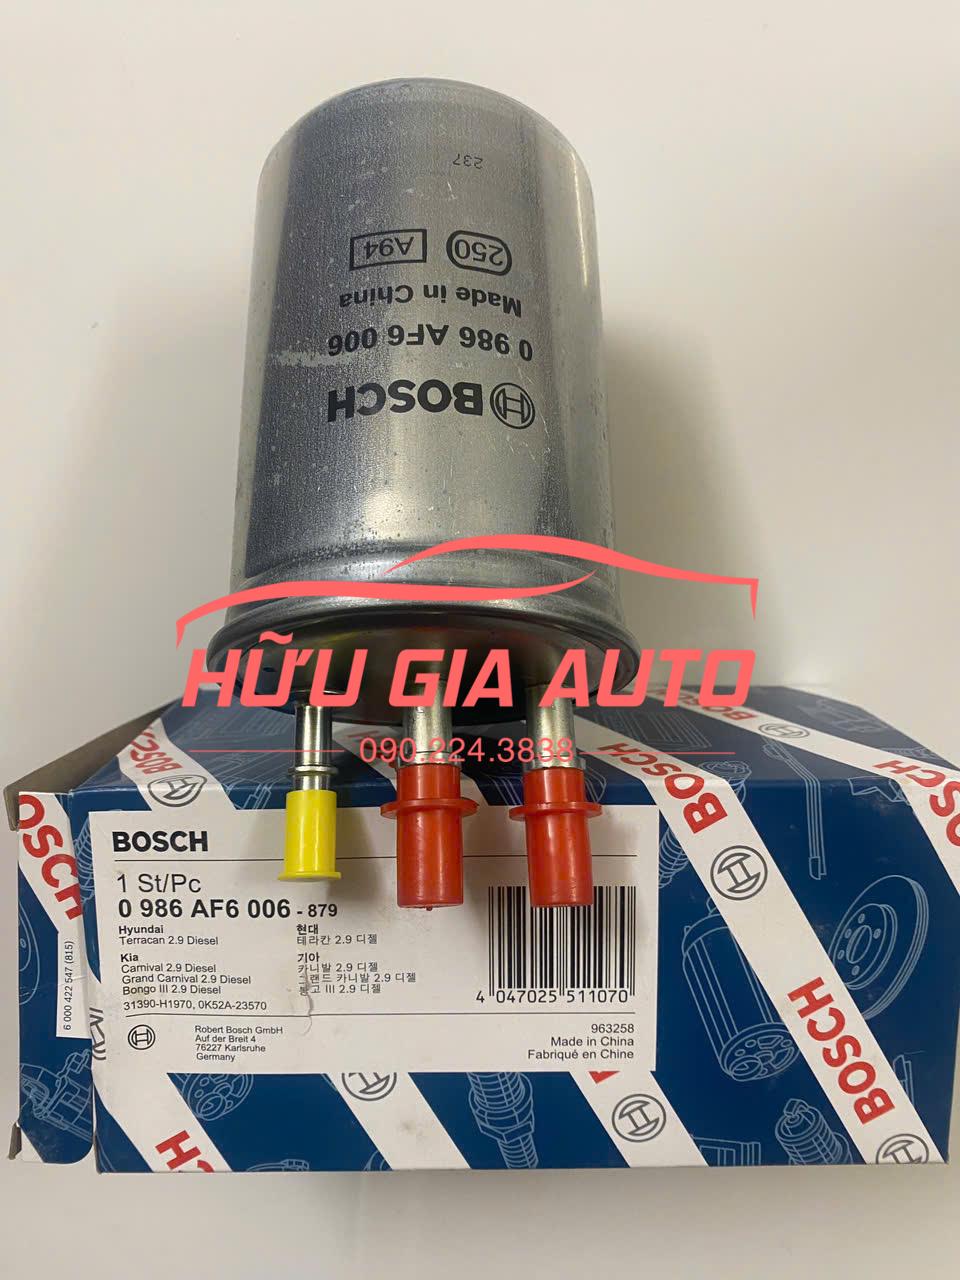 237
250 A94
Made in China
0 986 AF6 006
BOSCH
HỮU GIA AUTO
090.224.3838
BOSCH
1 St/Pc
0 986 AF6 006 - 879
Hyundai
Terracan 2.9 Diesel
Kia
Carnival 2.9 Diesel
Grand Carnival 2.9 Diesel
Bongo III 2.9 Diesel
31390-H1970, 0K52A-23570
현대
테라칸 2.9 디젤
기아
카니발 2.9 디젤
그랜드 카니발 2.9 디젤
봉고 III 2.9 디젤
Robert Bosch GmbH
Auf der Breit 4
76227 Karlsruhe
Germany
4 047025 511070
963258
Made in China
Fabriqué en Chine
6 000 422 547 (815)
BOSCH
BOSCH
BOSCH
BOSCH